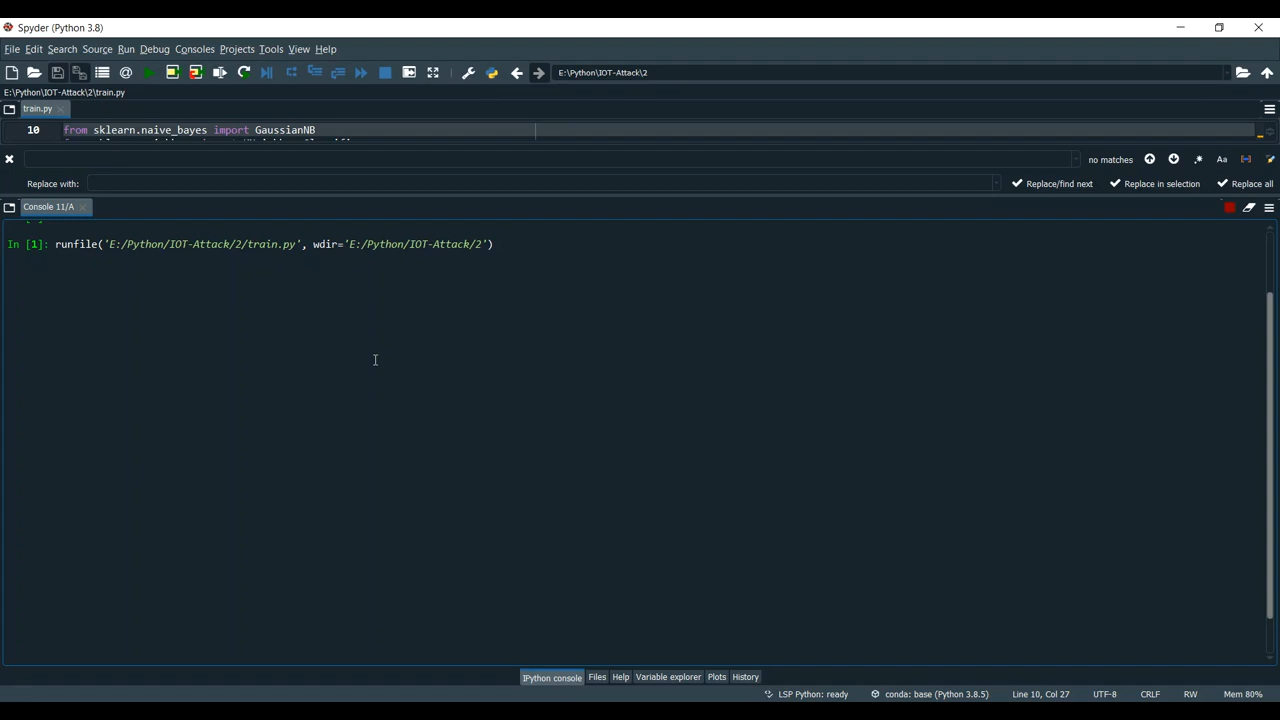 Spyder (Python 3.8)
File Edit Search Source Run Debug Consoles Projects Tools View Help
E:\Python\IOT-Attack\2
E:\Python\IOT-Attack\2\train.py
train.py
10 from sklearn.naive_bayes import GaussianNB
no matches Aa
Replace with: Replace/find next Replace in selection Replace all
Console 11/A
In [1]: runfile('E:/Python/IOT-Attack/2/train.py', wdir='E:/Python/IOT-Attack/2')
IPython console Files Help Variable explorer Plots History
LSP Python: ready conda: base (Python 3.8.5) Line 10, Col 27 UTF-8 CRLF RW Mem 80%